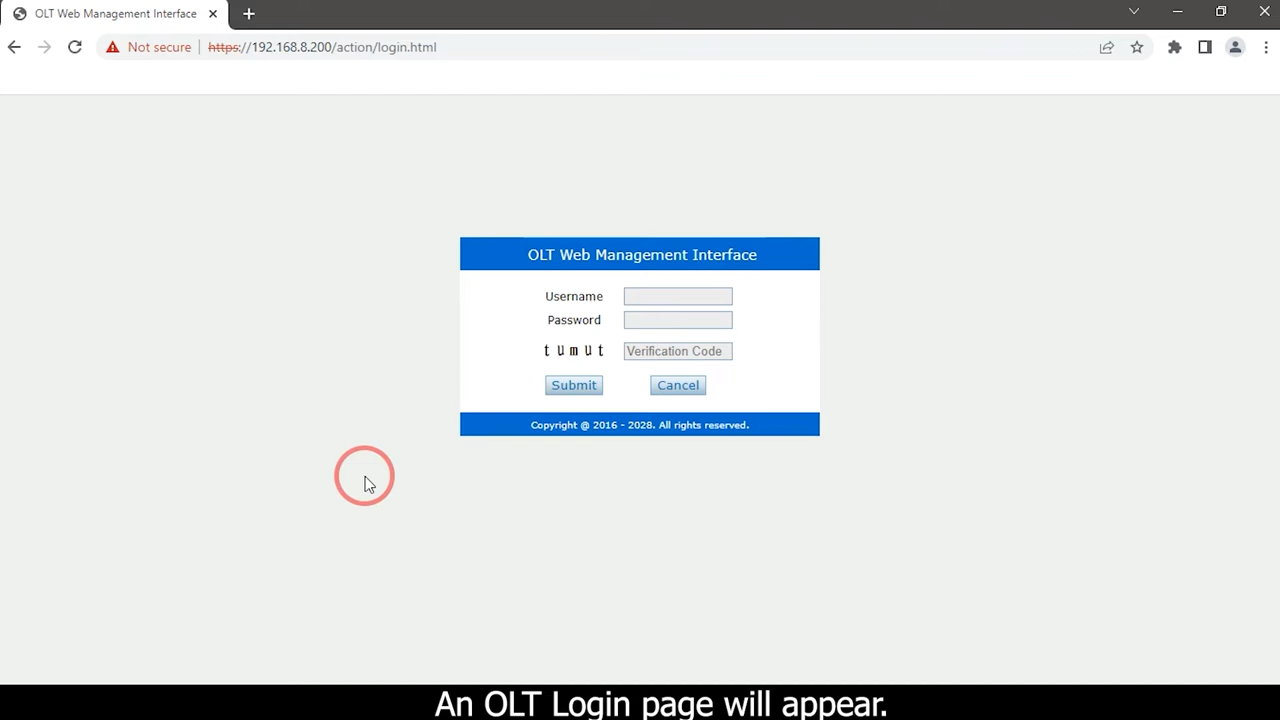 OLT Web Management Interface
Not secure
https://192.168.8.200/action/login.html
OLT Web Management Interface
Username
Password
tUmUt
Verification Code
Submit
Cancel
Copyright @ 2016 - 2028. All rights reserved.
An OLT Login page will appear.